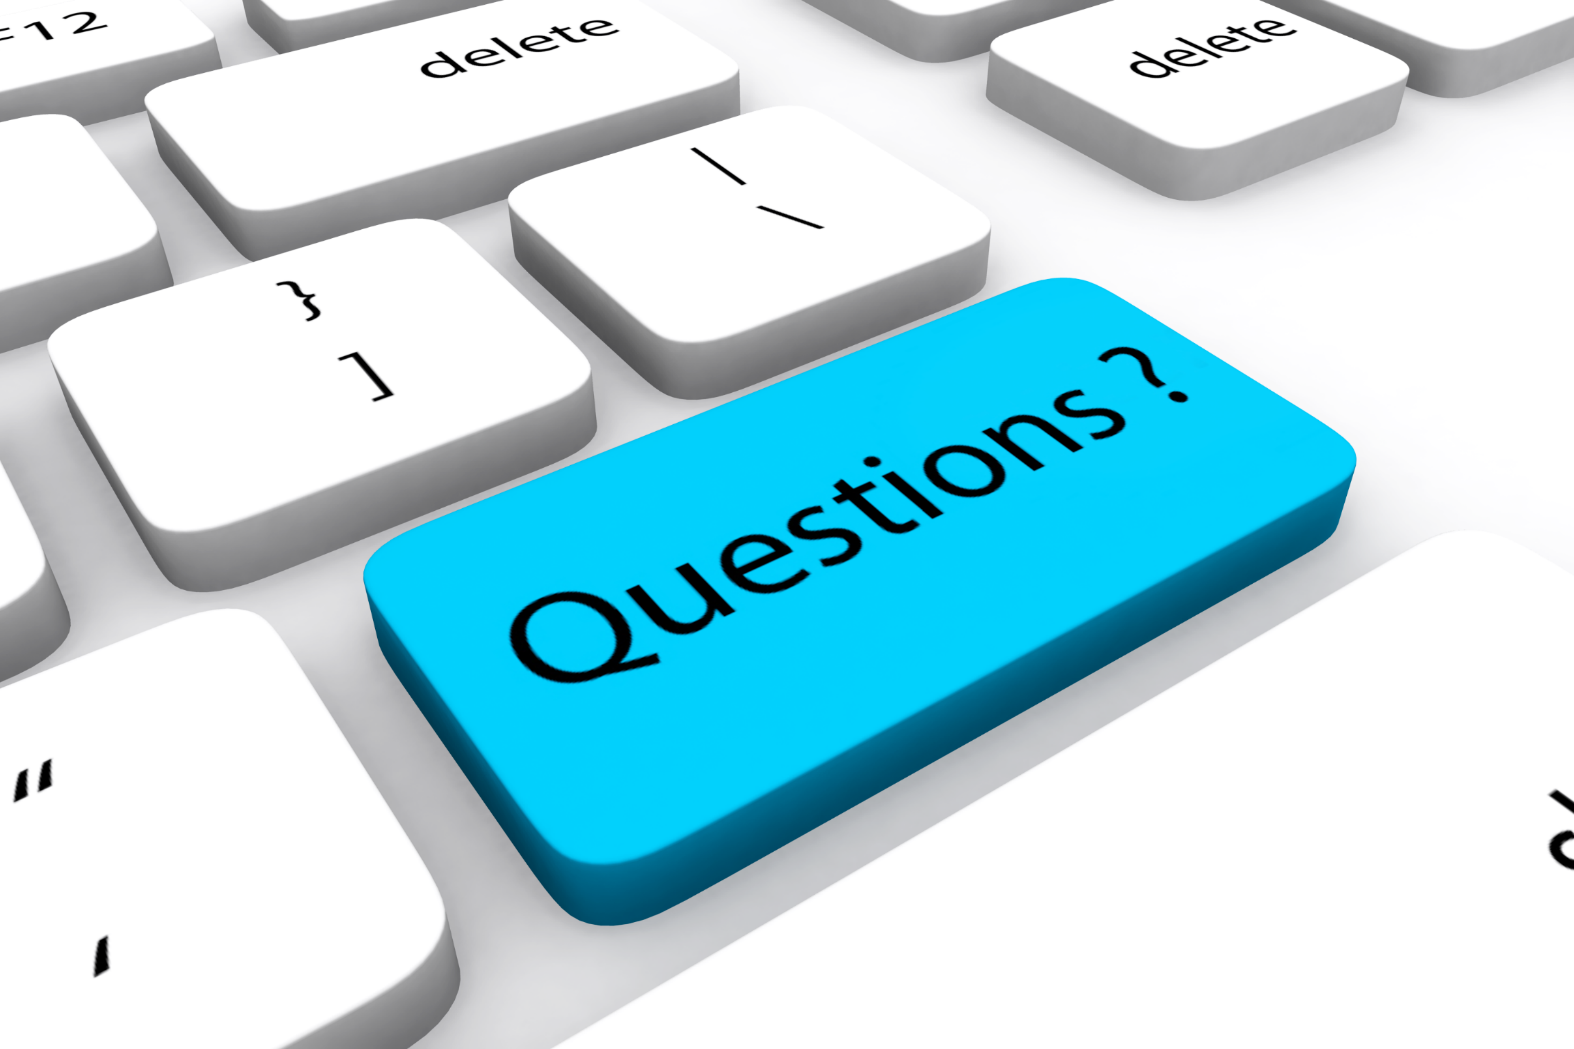 F12
delete
delete
|
\
}
]
Questions ?
"
'